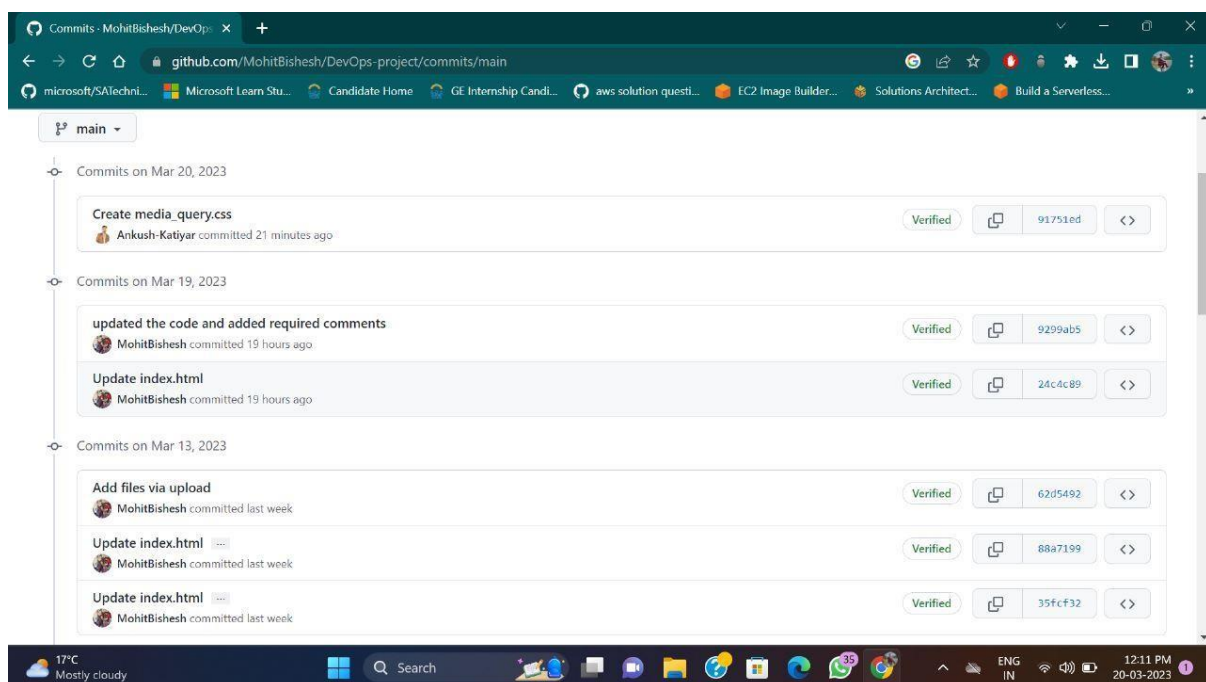 Commits · MohitBishesh/DevOps
github.com/MohitBishesh/DevOps-project/commits/main
microsoft/SATechni... Microsoft Learn Stu... Candidate Home GE Internship Candi... aws solution questi... EC2 Image Builder... Solutions Architect... Build a Serverless... »
main
Commits on Mar 20, 2023
Create media_query.css
Verified 91751ed
Ankush-Katiyar committed 21 minutes ago
Commits on Mar 19, 2023
updated the code and added required comments
Verified 9299ab5
MohitBishesh committed 19 hours ago
Update index.html
Verified 24c4c89
MohitBishesh committed 19 hours ago
Commits on Mar 13, 2023
Add files via upload
Verified 62d5492
MohitBishesh committed last week
Update index.html ...
Verified 88a7199
MohitBishesh committed last week
Update index.html ...
Verified 35fcf32
MohitBishesh committed last week
17°C
Mostly cloudy
Search
35
ENG
IN
12:11 PM
20-03-2023
1